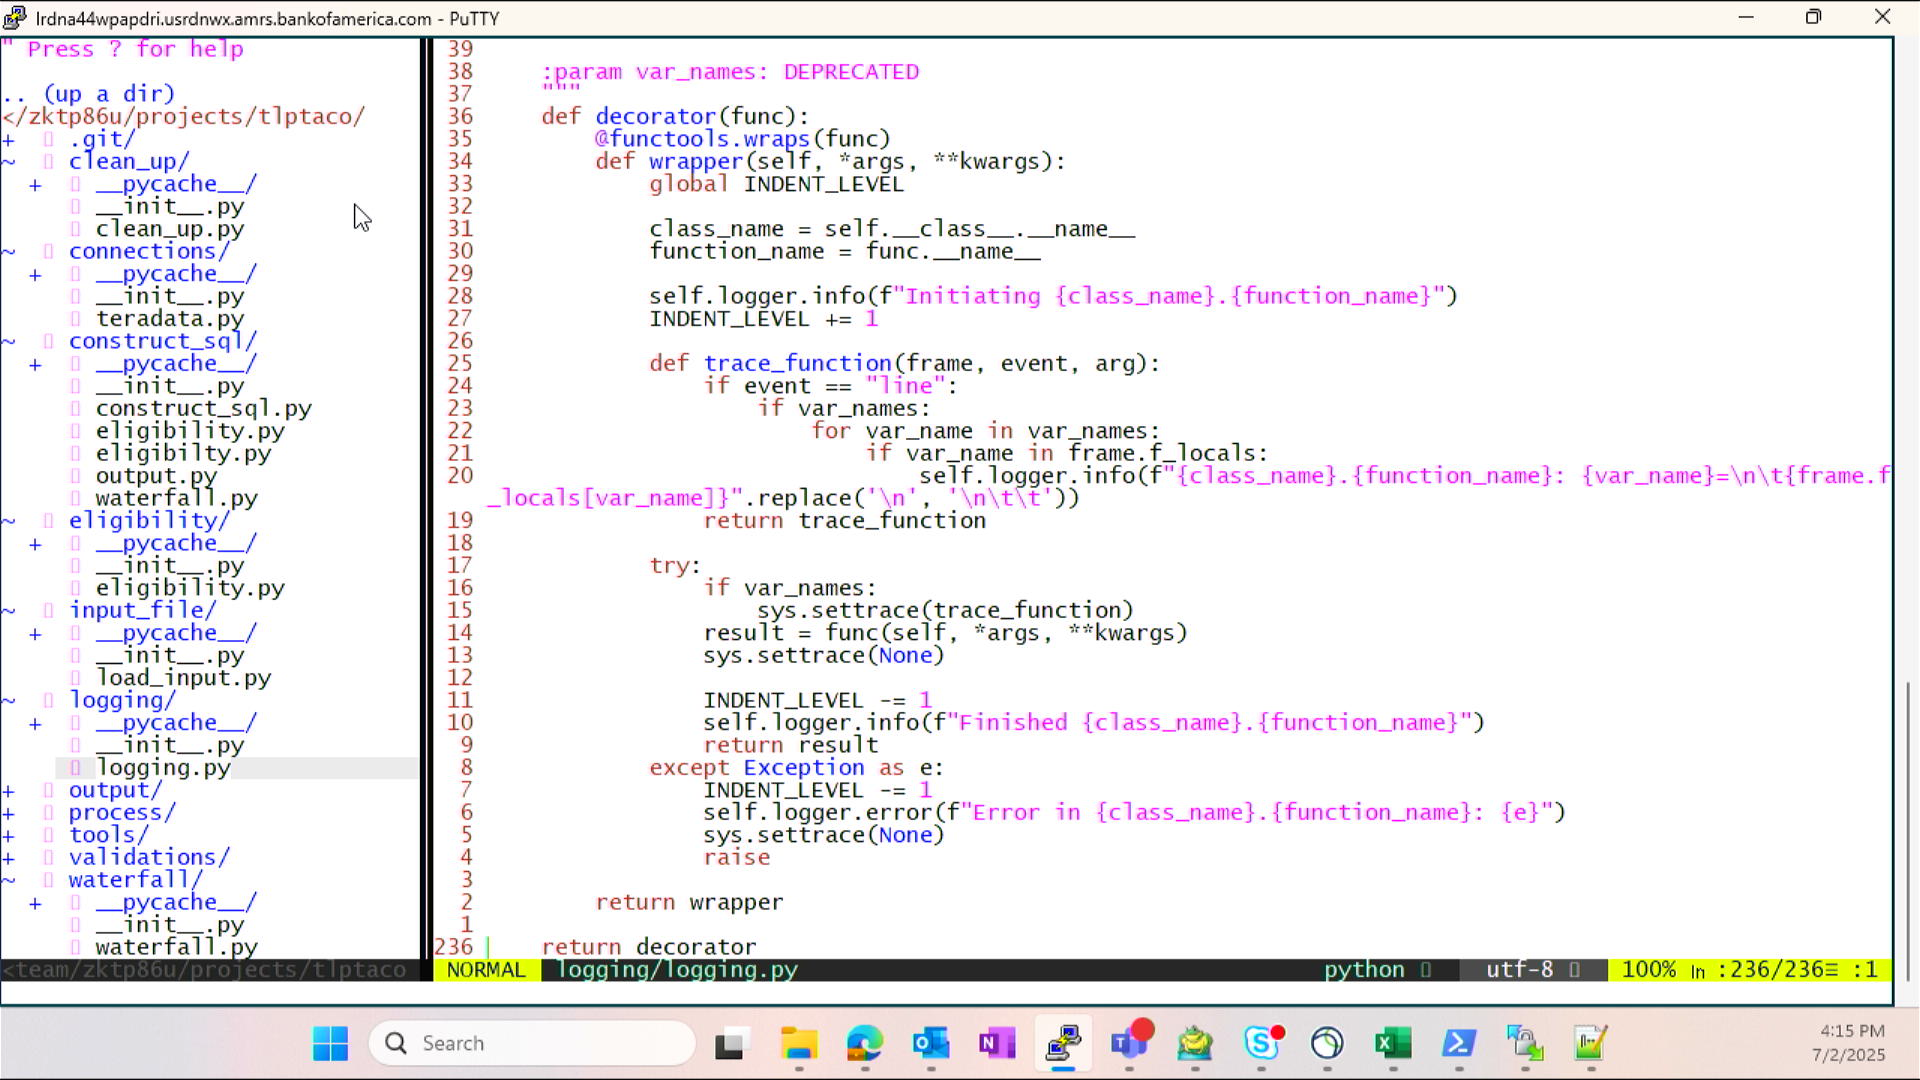 lrdna44wpapdri.usrdnwx.amrs.bankofamerica.com - PuTTY
" Press ? for help
.. (up a dir)
</zktp86u/projects/tlptaco/
+ .git/
~ clean_up/
+ __pycache__/
__init__.py
clean_up.py
~ connections/
+ __pycache__/
__init__.py
teradata.py
~ construct_sql/
+ __pycache__/
__init__.py
construct_sql.py
eligibility.py
eligibilty.py
output.py
waterfall.py
~ eligibility/
+ __pycache__/
__init__.py
eligibility.py
~ input_file/
+ __pycache__/
__init__.py
load_input.py
~ logging/
+ __pycache__/
__init__.py
logging.py
+ output/
+ process/
+ tools/
+ validations/
~ waterfall/
+ __pycache__/
__init__.py
waterfall.py
<team/zktp86u/projects/tlptaco
39
38     :param var_names: DEPRECATED
37     """
36     def decorator(func):
35         @functools.wraps(func)
34         def wrapper(self, *args, **kwargs):
33             global INDENT_LEVEL
32
31             class_name = self.__class__.__name__
30             function_name = func.__name__
29
28             self.logger.info(f"Initiating {class_name}.{function_name}")
27             INDENT_LEVEL += 1
26
25             def trace_function(frame, event, arg):
24                 if event == "line":
23                     if var_names:
22                         for var_name in var_names:
21                             if var_name in frame.f_locals:
20                                 self.logger.info(f"{class_name}.{function_name}: {var_name}=\n\t{frame.f
_locals[var_name]}".replace('\n', '\n\t\t'))
19                 return trace_function
18
17             try:
16                 if var_names:
15                     sys.settrace(trace_function)
14                 result = func(self, *args, **kwargs)
13                 sys.settrace(None)
12
11                 INDENT_LEVEL -= 1
10                 self.logger.info(f"Finished {class_name}.{function_name}")
9                 return result
8             except Exception as e:
7                 INDENT_LEVEL -= 1
6                 self.logger.error(f"Error in {class_name}.{function_name}: {e}")
5                 sys.settrace(None)
4                 raise
3
2         return wrapper
1
236     return decorator
NORMAL logging/logging.py python utf-8 100% ln :236/236≡ :1
Search
4:15 PM
7/2/2025